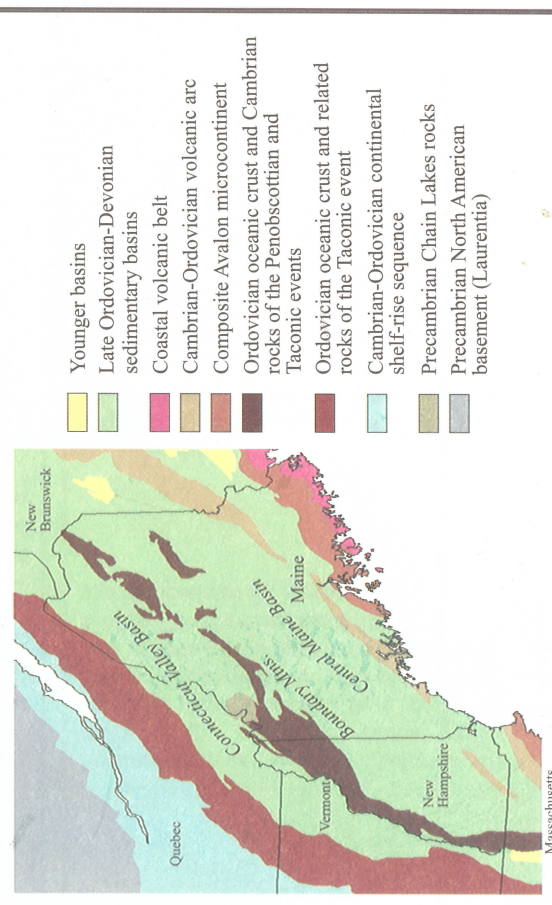 Younger basins
Late Ordovician-Devonian
sedimentary basins
Coastal volcanic belt
Cambrian-Ordovician volcanic arc
Composite Avalon microcontinent
Ordovician oceanic crust and Cambrian
rocks of the Penobscottian and
Taconic events
Ordovician oceanic crust and related
rocks of the Taconic event
Cambrian-Ordovician continental
shelf-rise sequence
Precambrian Chain Lakes rocks
Precambrian North American
basement (Laurentia)
New
Brunswick
Quebec
Connecticut Valley Basin
Boundary Mtns.
Central Maine Basin
Maine
Vermont
New
Hampshire
Massachusetts